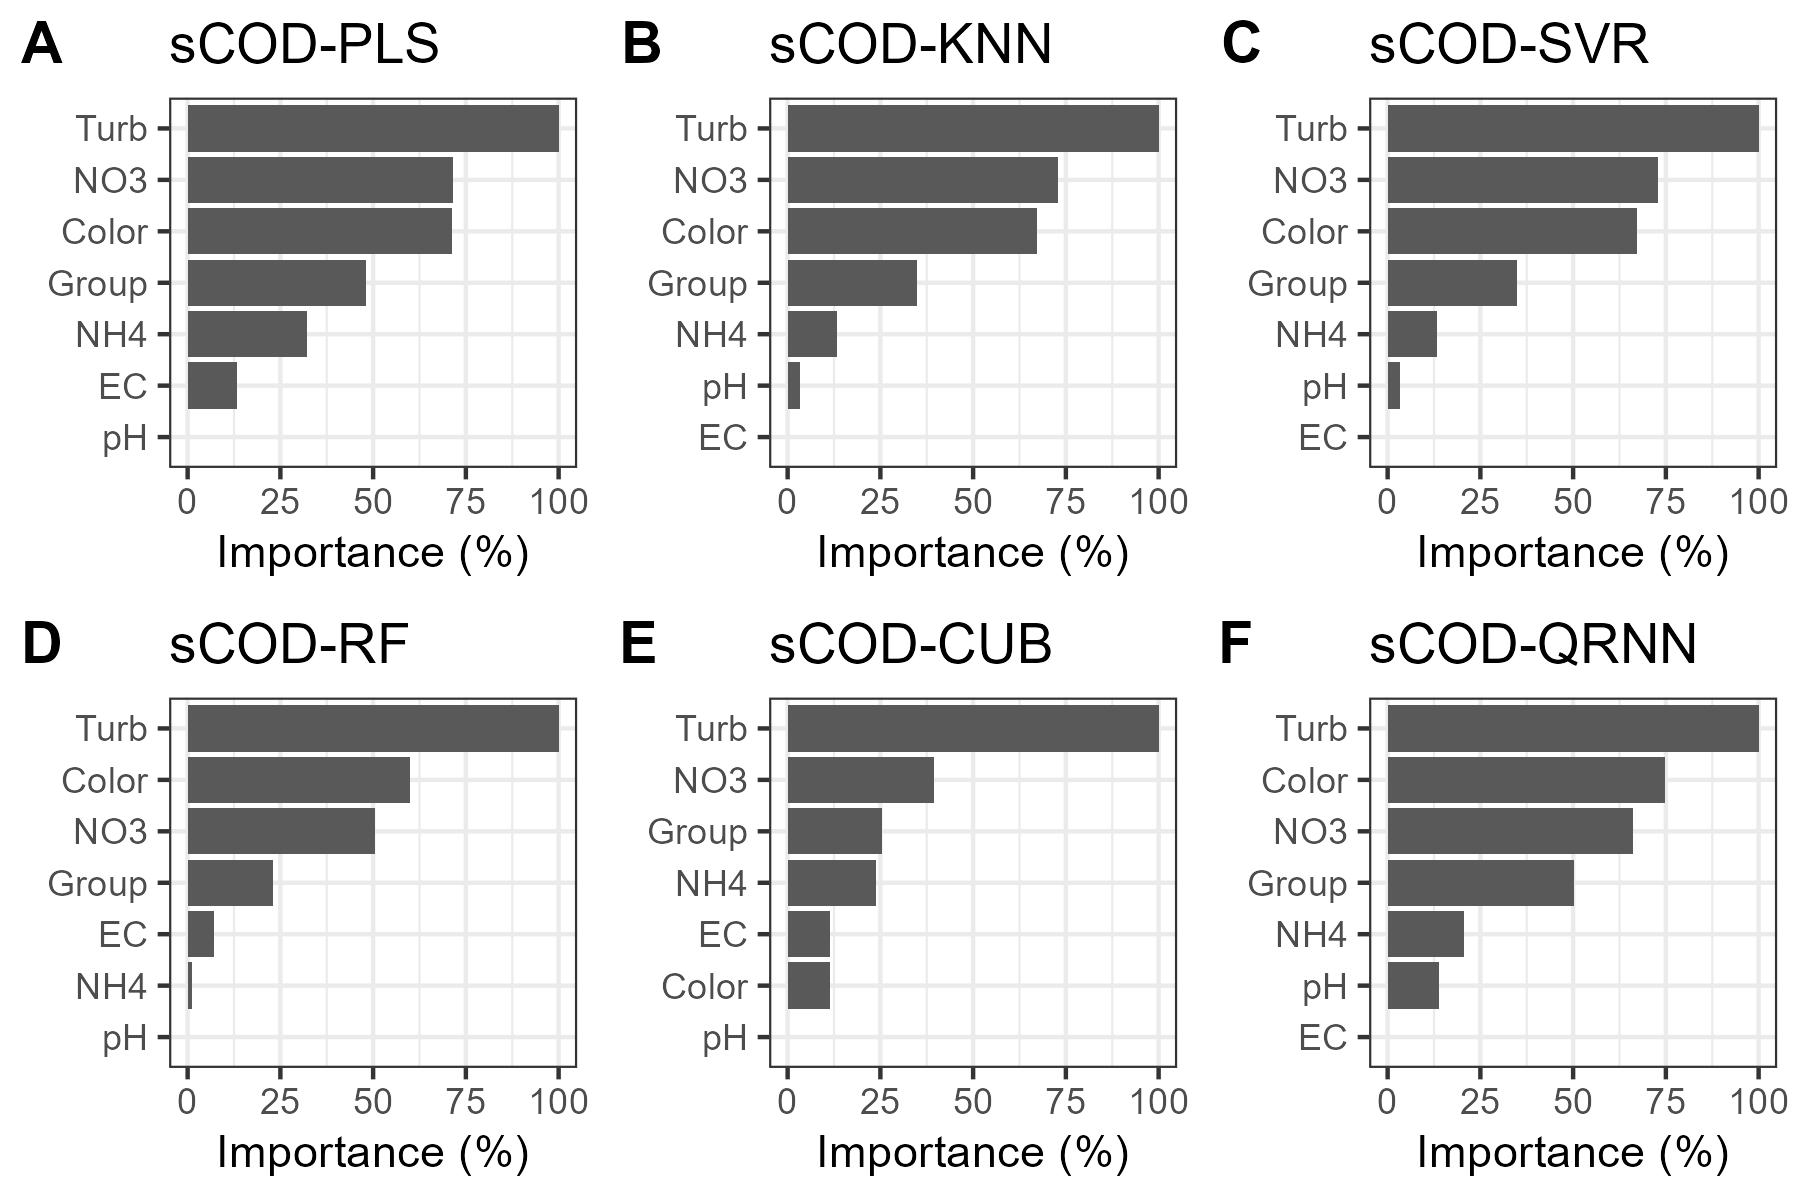 A sCOD-PLS
Turb
NO3
Color
Group
NH4
EC
pH
0 25 50 75 100
Importance (%)
B sCOD-KNN
Turb
NO3
Color
Group
NH4
pH
EC
0 25 50 75 100
Importance (%)
C sCOD-SVR
Turb
NO3
Color
Group
NH4
pH
EC
0 25 50 75 100
Importance (%)
D sCOD-RF
Turb
Color
NO3
Group
EC
NH4
pH
0 25 50 75 100
Importance (%)
E sCOD-CUB
Turb
NO3
Group
NH4
EC
Color
pH
0 25 50 75 100
Importance (%)
F sCOD-QRNN
Turb
Color
NO3
Group
NH4
pH
EC
0 25 50 75 100
Importance (%)